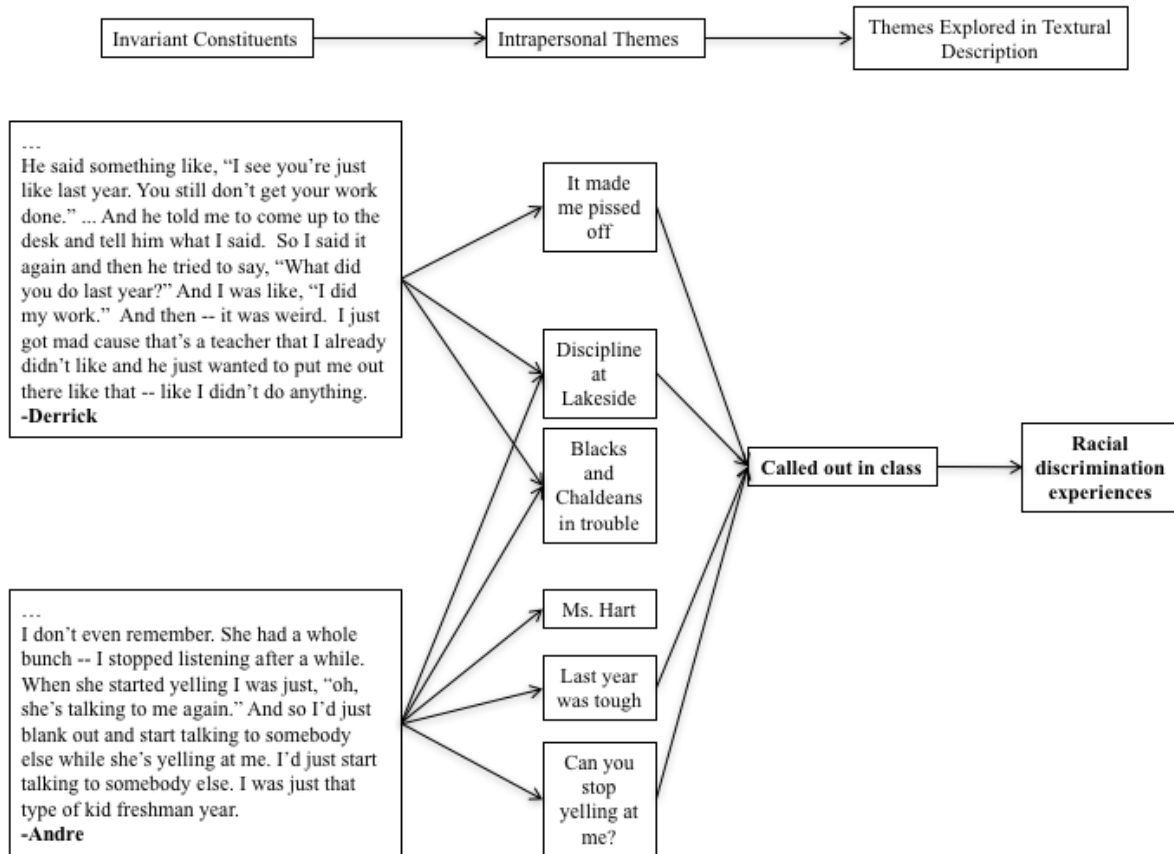 Invariant Constituents
Intrapersonal Themes
Themes Explored in Textural
Description
...
He said something like, “I see you’re just
like last year. You still don’t get your work
done.” ... And he told me to come up to the
desk and tell him what I said.  So I said it
again and then he tried to say, “What did
you do last year?” And I was like, “I did
my work.”  And then -- it was weird.  I just
got mad cause that’s a teacher that I already
didn’t like and he just wanted to put me out
there like that -- like I didn’t do anything.
-Derrick
It made
me pissed
off
Discipline
at
Lakeside
Blacks
and
Chaldeans
in trouble
Called out in class
Racial
discrimination
experiences
...
I don’t even remember. She had a whole
bunch -- I stopped listening after a while.
When she started yelling I was just, “oh,
she’s talking to me again.” And so I’d just
blank out and start talking to somebody
else while she’s yelling at me. I’d just start
talking to somebody else. I was just that
type of kid freshman year.
-Andre
Ms. Hart
Last year
was tough
Can you
stop
yelling at
me?